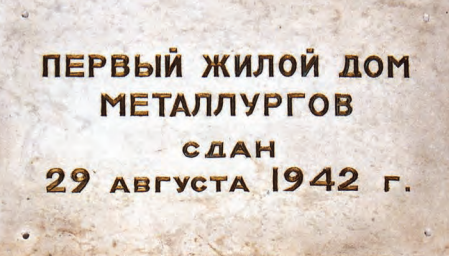 ПЕРВЫЙ ЖИЛОЙ ДОМ
МЕТАЛЛУРГОВ
СДАН
29 АВГУСТА 1942 Г.